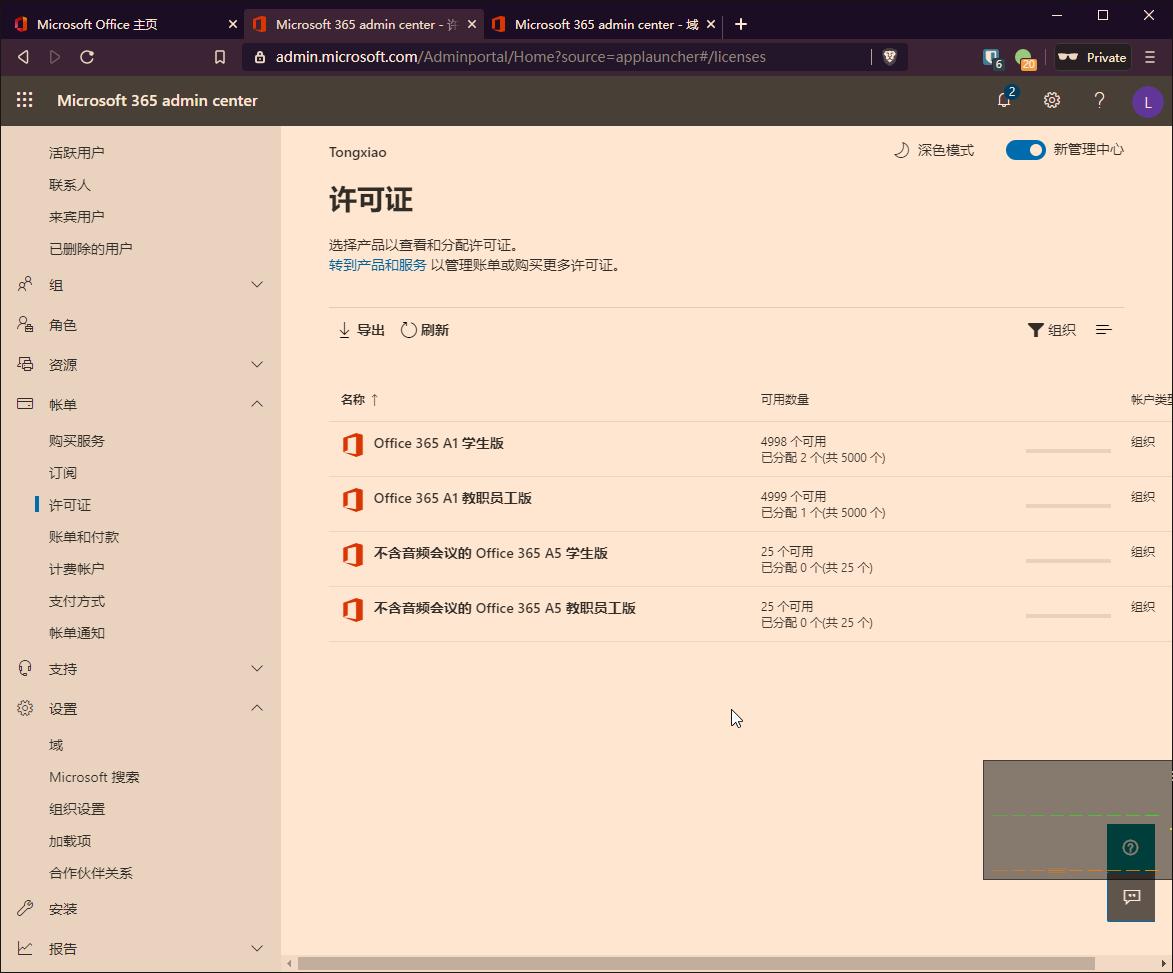 Microsoft Office 主页
Microsoft 365 admin center - 许
Microsoft 365 admin center - 域
admin.microsoft.com/Adminportal/Home?source=applauncher#/licenses
6
20
Private
Microsoft 365 admin center
2
?
L
活跃用户
联系人
来宾用户
已删除的用户
组
角色
资源
帐单
购买服务
订阅
许可证
账单和付款
计费帐户
支付方式
帐单通知
支持
设置
域
Microsoft 搜索
组织设置
加载项
合作伙伴关系
安装
报告
Tongxiao
深色模式
新管理中心
许可证
选择产品以查看和分配许可证。
转到产品和服务 以管理账单或购买更多许可证。
导出
刷新
组织
名称 ↑
可用数量
帐户类型
Office 365 A1 学生版
4998 个可用
已分配 2 个(共 5000 个)
组织
Office 365 A1 教职员工版
4999 个可用
已分配 1 个(共 5000 个)
组织
不含音频会议的 Office 365 A5 学生版
25 个可用
已分配 0 个(共 25 个)
组织
不含音频会议的 Office 365 A5 教职员工版
25 个可用
已分配 0 个(共 25 个)
组织